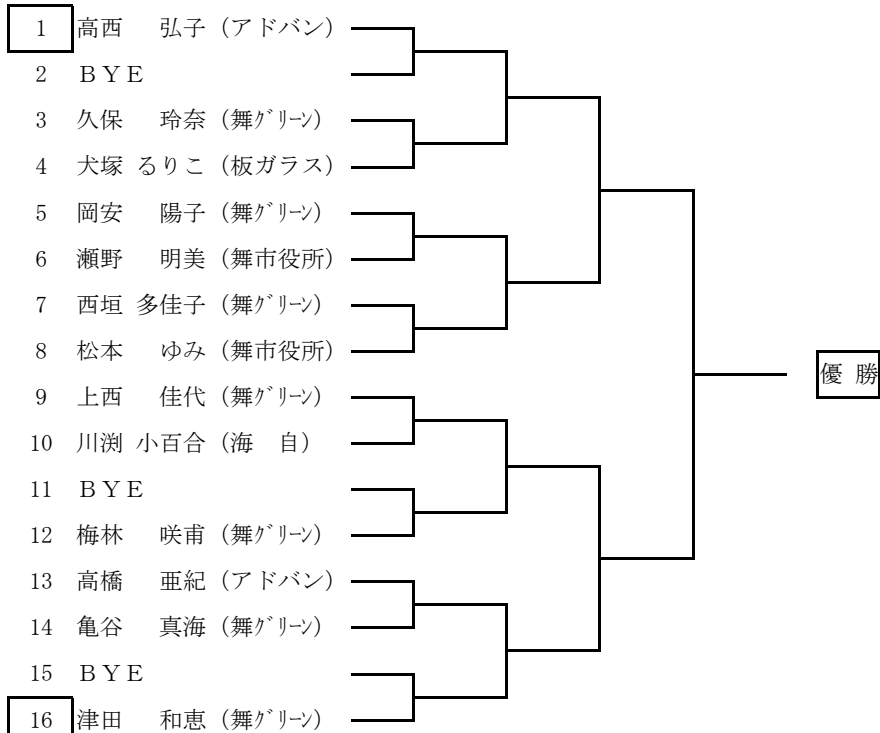 1 高西 弘子 (アドバン)
2 ＢＹＥ
3 久保 玲奈 (舞ｸﾞﾘｰﾝ)
4 犬塚 るりこ (板ガラス)
5 岡安 陽子 (舞ｸﾞﾘｰﾝ)
6 瀬野 明美 (舞市役所)
7 西垣 多佳子 (舞ｸﾞﾘｰﾝ)
8 松本 ゆみ (舞市役所)
優 勝
9 上西 佳代 (舞ｸﾞﾘｰﾝ)
10 川渕 小百合 (海 自)
11 ＢＹＥ
12 梅林 咲甫 (舞ｸﾞﾘｰﾝ)
13 高橋 亜紀 (アドバン)
14 亀谷 真海 (舞ｸﾞﾘｰﾝ)
15 ＢＹＥ
16 津田 和恵 (舞ｸﾞﾘｰﾝ)